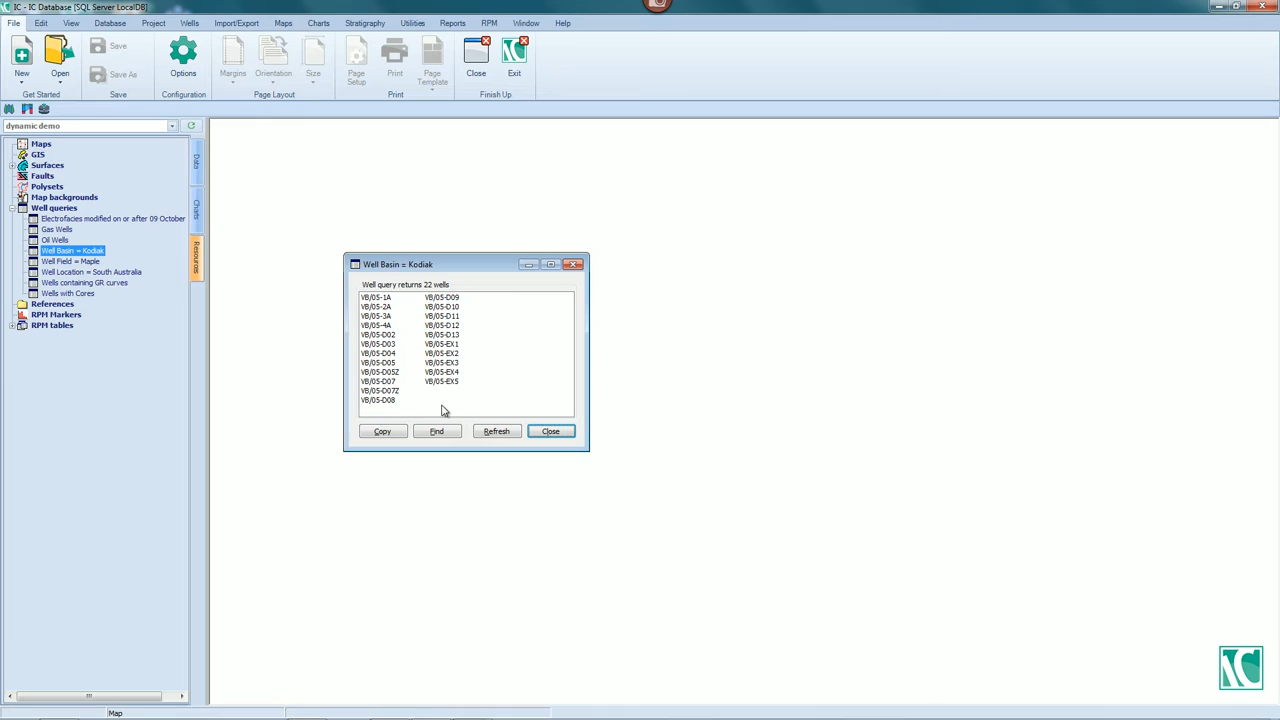 IC - IC Database [SQL Server LocalDB]
File Edit View Database Project Wells Import/Export Maps Charts Stratigraphy Utilities Reports RPM Window Help
New Open Save Save As Options Margins Orientation Size Page Setup Print Page Template Close Exit
Get Started Save Configuration Page Layout Print Finish Up
dynamic demo
Maps
GIS
Surfaces
Faults
Polysets
Map backgrounds
Well queries
Electrofacies modified on or after 09 October
Gas Wells
Oil Wells
Well Basin = Kodiak
Well Field = Maple
Well Location = South Australia
Wells containing GR curves
Wells with Cores
References
RPM Markers
RPM tables
Data
Charts
Resources
Well Basin = Kodiak
Well query returns 22 wells
VB/05-1A VB/05-D09
VB/05-2A VB/05-D10
VB/05-3A VB/05-D11
VB/05-4A VB/05-D12
VB/05-D02 VB/05-D13
VB/05-D03 VB/05-EX1
VB/05-D04 VB/05-EX2
VB/05-D05 VB/05-EX3
VB/05-D05Z VB/05-EX4
VB/05-D07 VB/05-EX5
VB/05-D07Z
VB/05-D08
Copy Find Refresh Close
IC
Map